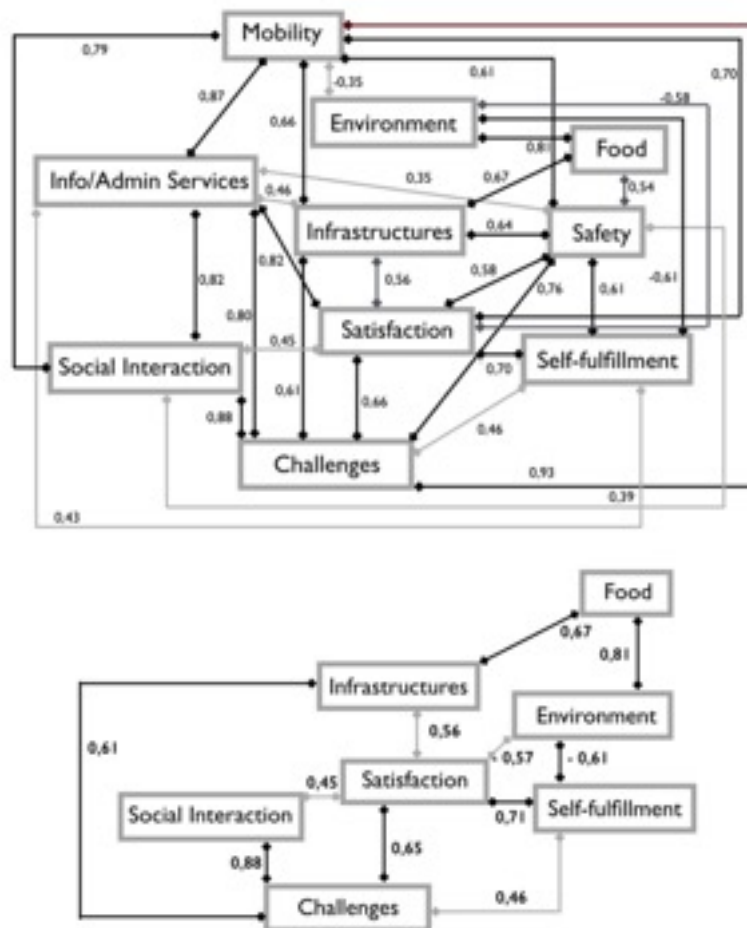 Mobility
0,79
0,61
0,70
-0,35
-0,58
0,87
0,66
Environment
0,81
Food
Info/Admin Services
0,35
0,67
0,54
0,46
Infrastructures
0,64
Safety
0,82
0,82
0,56
0,58
0,76
0,61
-0,61
0,80
Satisfaction
Social Interaction
0,45
0,70
Self-fulfillment
0,88
0,61
0,66
0,46
Challenges
0,93
0,39
0,43
Food
0,67
0,81
Infrastructures
Environment
0,61
0,56
- 0,57
- 0,61
0,45
Satisfaction
Social Interaction
0,71
Self-fulfillment
0,88
0,65
0,46
Challenges